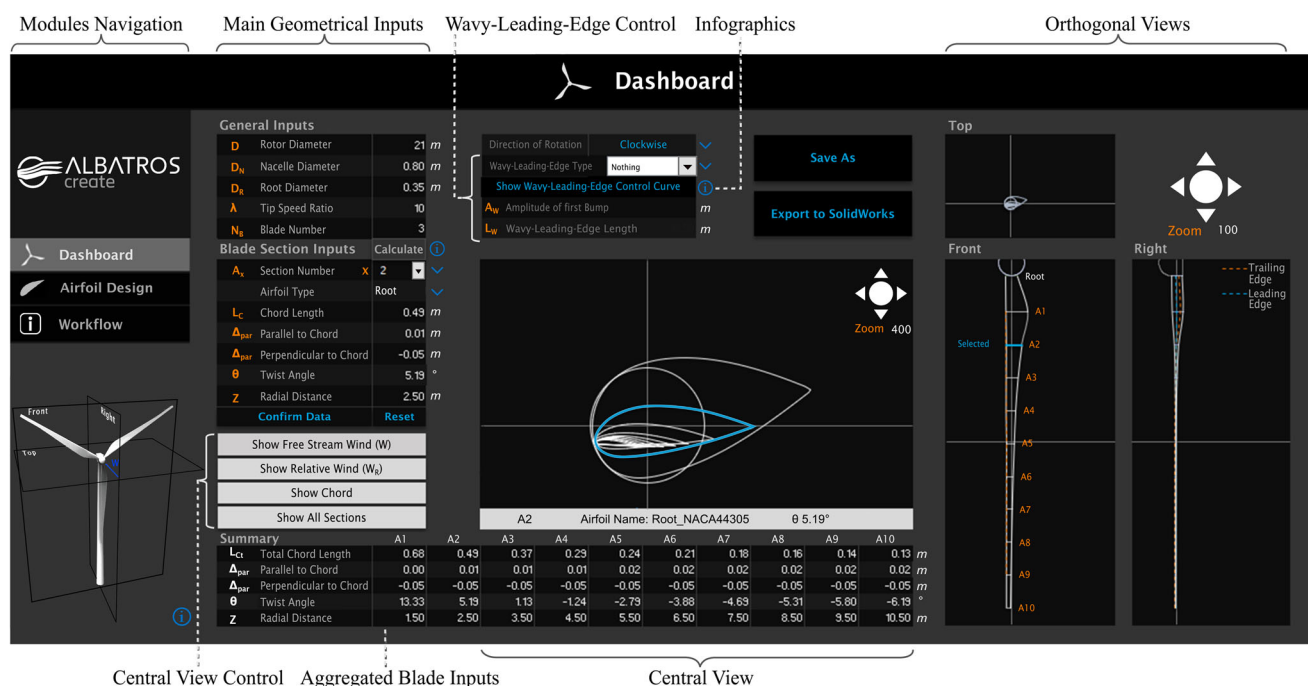 Modules Navigation Main Geometrical Inputs Wavy-Leading-Edge Control Infographics Orthogonal Views
Dashboard
ALBATROS
create
Dashboard
Airfoil Design
Workflow
Front
Right
Top
General Inputs
D Rotor Diameter 21 m
D_N Nacelle Diameter 0.80 m
D_R Root Diameter 0.35 m
λ Tip Speed Ratio 10
N_B Blade Number 3
Blade Section Inputs Calculate
A_x Section Number X 2
Airfoil Type Root
L_C Chord Length 0.49 m
Δ_par Parallel to Chord 0.01 m
Δ_par Perpendicular to Chord -0.05 m
θ Twist Angle 5.19 °
Z Radial Distance 2.50 m
Confirm Data Reset
Show Free Stream Wind (W)
Show Relative Wind (W_R)
Show Chord
Show All Sections
Direction of Rotation Clockwise
Wavy-Leading-Edge Type Nothing
Show Wavy-Leading-Edge Control Curve
A_W Amplitude of first Bump m
L_W Wavy-Leading-Edge Length m
Save As
Export to SolidWorks
Zoom 400
A2 Airfoil Name: Root_NACA44305 θ 5.19°
Top
Zoom 100
Front
Root
A1
Selected A2
A3
A4
A5
A6
A7
A8
A9
A10
Right
Trailing
Edge
Leading
Edge
Summary A1 A2 A3 A4 A5 A6 A7 A8 A9 A10
L_Ct Total Chord Length 0.68 0.49 0.37 0.29 0.24 0.21 0.18 0.16 0.14 0.13 m
Δ_par Parallel to Chord 0.00 0.01 0.01 0.01 0.02 0.02 0.02 0.02 0.02 0.02 m
Δ_par Perpendicular to Chord -0.05 -0.05 -0.05 -0.05 -0.05 -0.05 -0.05 -0.05 -0.05 -0.05 m
θ Twist Angle 13.33 5.19 1.13 -1.24 -2.79 -3.88 -4.69 -5.31 -5.80 -6.19 °
Z Radial Distance 1.50 2.50 3.50 4.50 5.50 6.50 7.50 8.50 9.50 10.50 m
Central View Control Aggregated Blade Inputs Central View